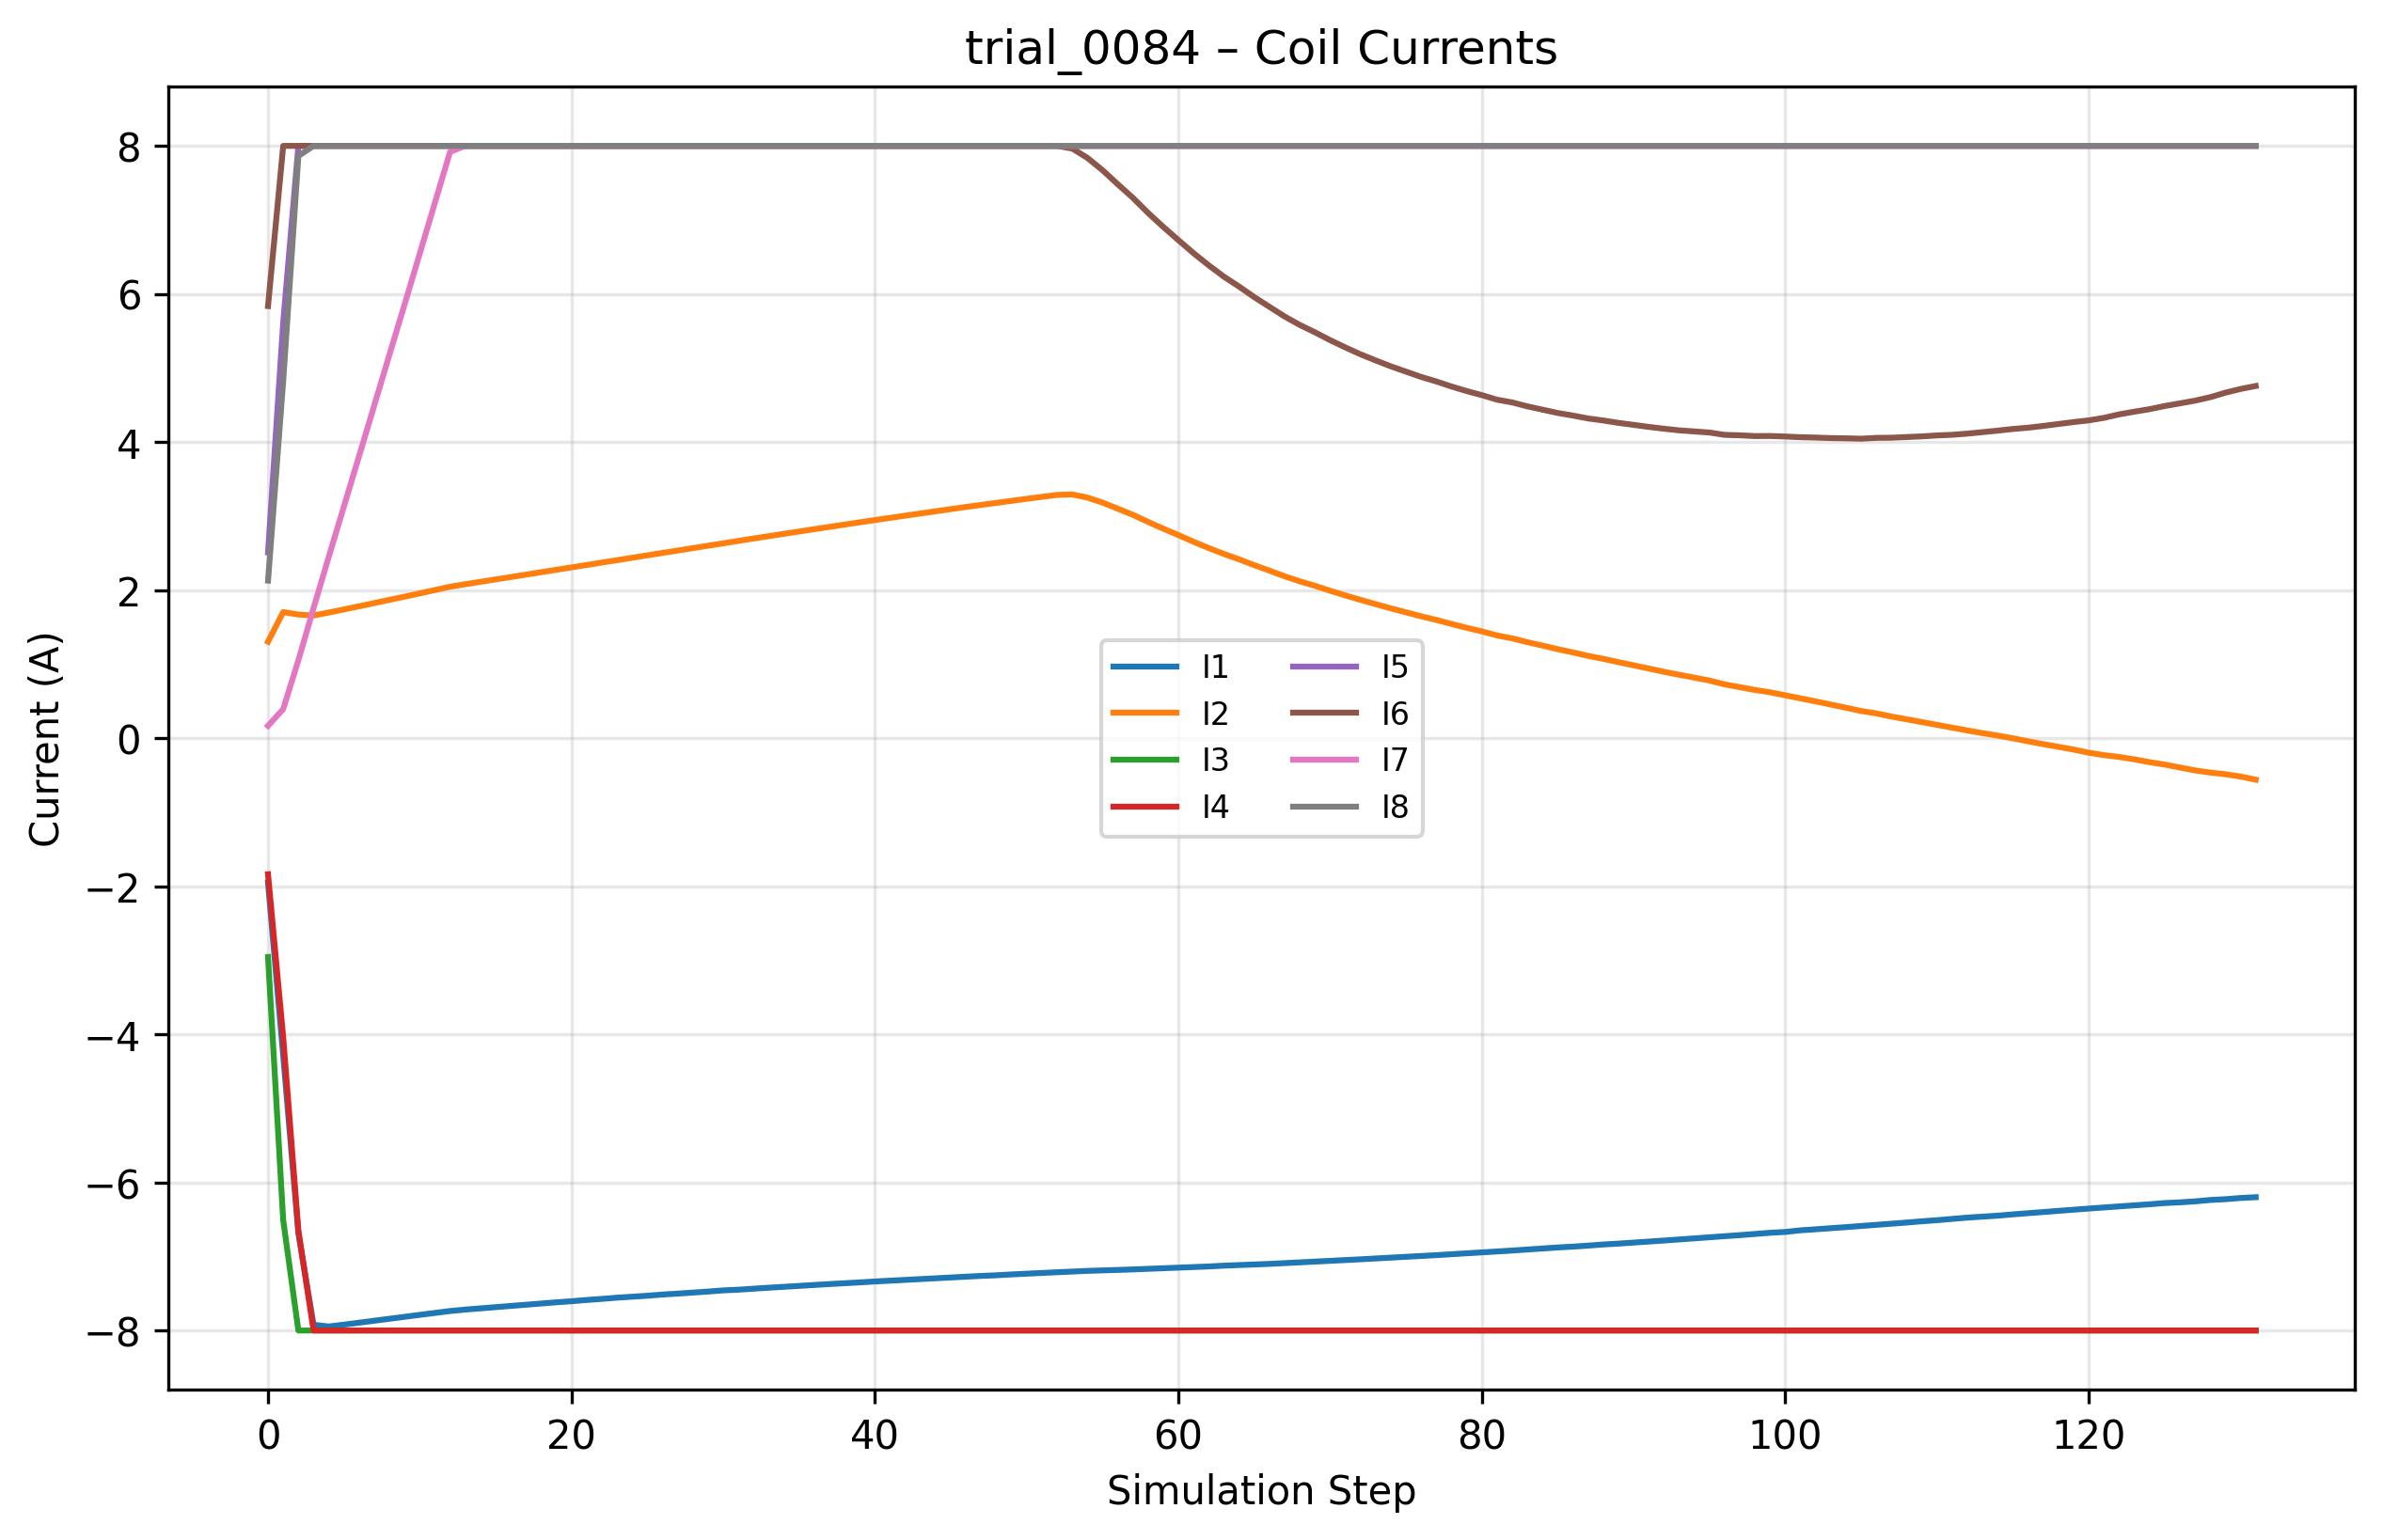 trial_0084 – Coil Currents
8
6
4
2
0
−2
−4
−6
−8
Current (A)
I1
I2
I3
I4
I5
I6
I7
I8
0 20 40 60 80 100 120
Simulation Step